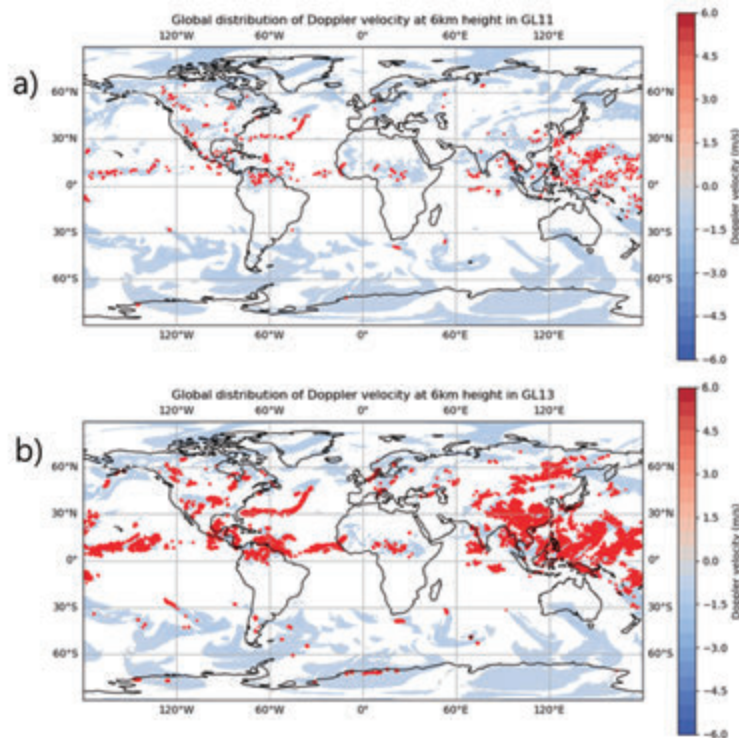 Global distribution of Doppler velocity at 6km height in GL11
120°W 60°W 0° 60°E 120°E
a)
60°N 60°N
30°N 30°N
0° 0°
30°S 30°S
60°S 60°S
120°W 60°W 0° 60°E 120°E
6.0
4.5
3.0
1.5
0.0
−1.5
−3.0
−4.5
−6.0
Doppler velocity (m/s)
Global distribution of Doppler velocity at 6km height in GL13
120°W 60°W 0° 60°E 120°E
b)
60°N 60°N
30°N 30°N
0° 0°
30°S 30°S
60°S 60°S
120°W 60°W 0° 60°E 120°E
6.0
4.5
3.0
1.5
0.0
−1.5
−3.0
−4.5
−6.0
Doppler velocity (m/s)